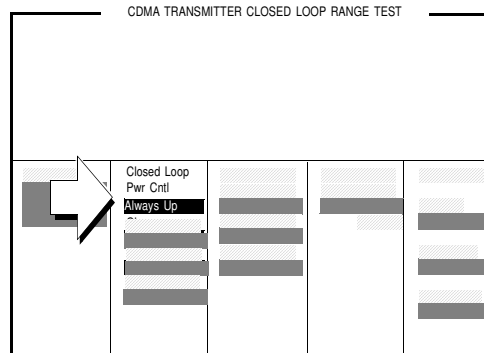 CDMA TRANSMITTER CLOSED LOOP RANGE TEST
Closed Loop
Pwr Cntl
Always Up